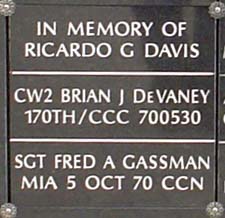 IN MEMORY OF
RICARDO G DAVIS
CW2 BRIAN J DEVANEY
170TH/CCC 700530
SGT FRED A GASSMAN
MIA 5 OCT 70 CCN